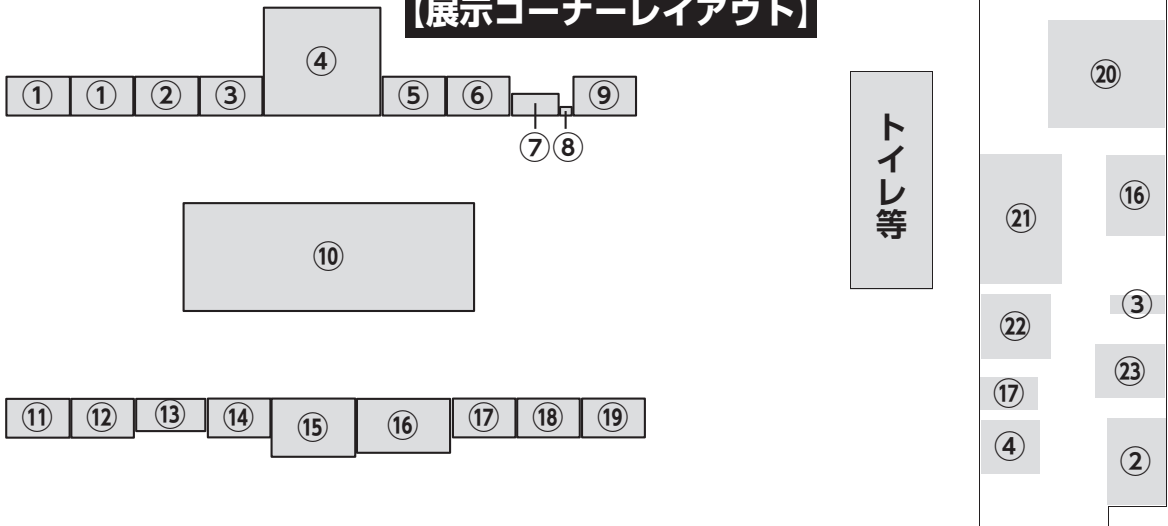 【展示コーナーレイアウト】
① ① ② ③ ④ ⑤ ⑥ ⑦ ⑧ ⑨
⑩
⑪ ⑫ ⑬ ⑭ ⑮ ⑯ ⑰ ⑱ ⑲
トイレ等
⑳
㉑ ⑯
③
㉒
㉓
⑰
④ ②